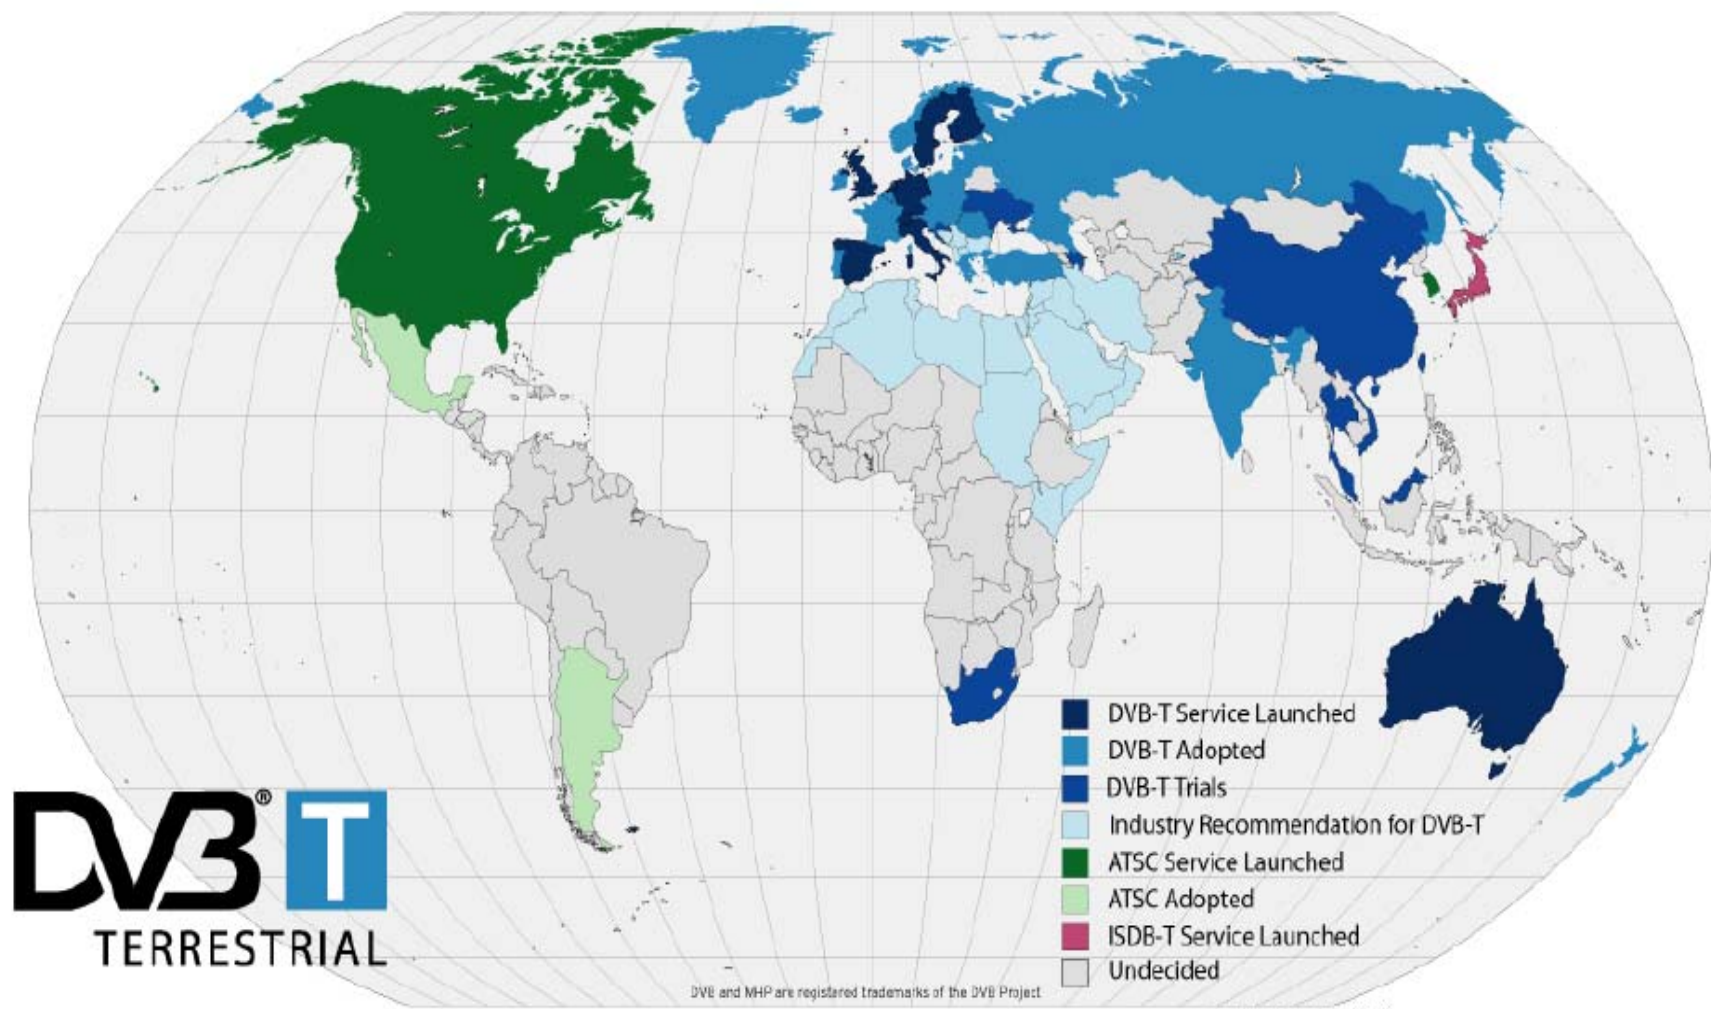 DVB-T Service Launched
DVB-T Adopted
DVB-T Trials
Industry Recommendation for DVB-T
ATSC Service Launched
ATSC Adopted
ISDB-T Service Launched
Undecided
DVB® T
TERRESTRIAL
DVB and MHP are registered trademarks of the DVB Project